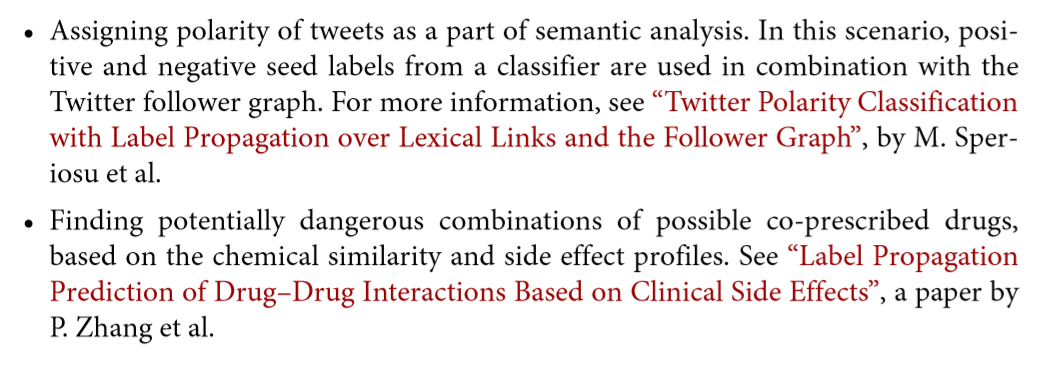 • Assigning polarity of tweets as a part of semantic analysis. In this scenario, posi-
tive and negative seed labels from a classifier are used in combination with the
Twitter follower graph. For more information, see “Twitter Polarity Classification
with Label Propagation over Lexical Links and the Follower Graph”, by M. Sper-
iosu et al.
• Finding potentially dangerous combinations of possible co-prescribed drugs,
based on the chemical similarity and side effect profiles. See “Label Propagation
Prediction of Drug–Drug Interactions Based on Clinical Side Effects”, a paper by
P. Zhang et al.